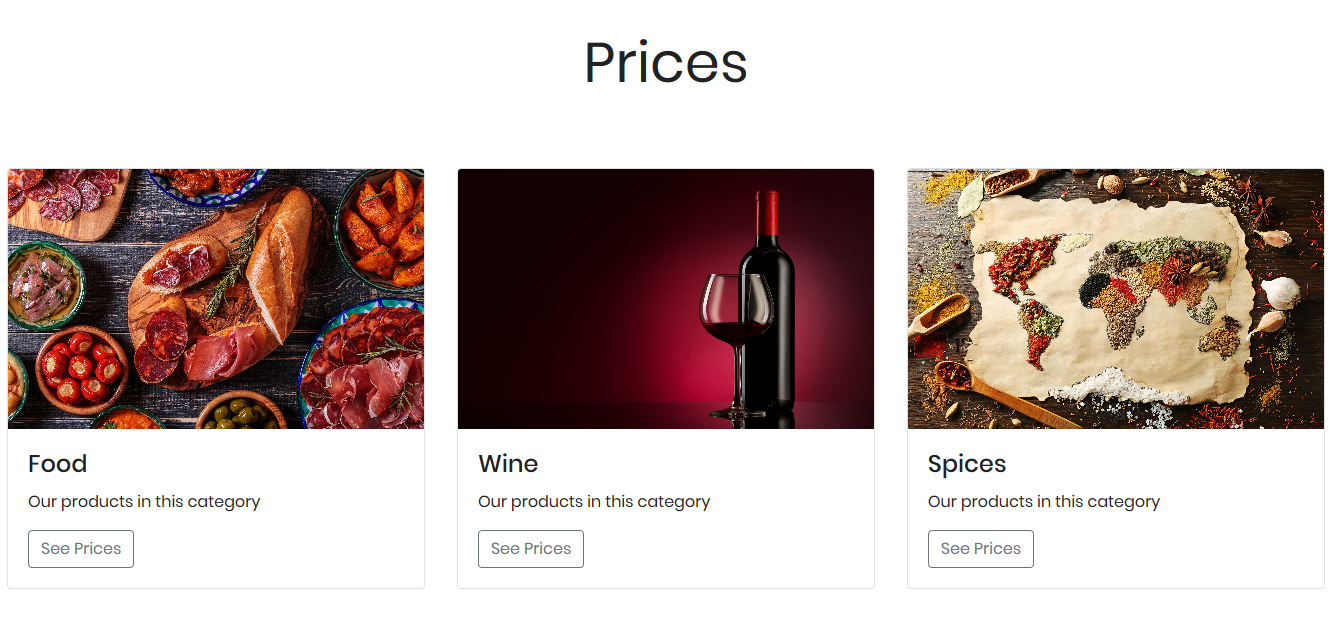 Prices
Food
Our products in this category
See Prices
Wine
Our products in this category
See Prices
Spices
Our products in this category
See Prices